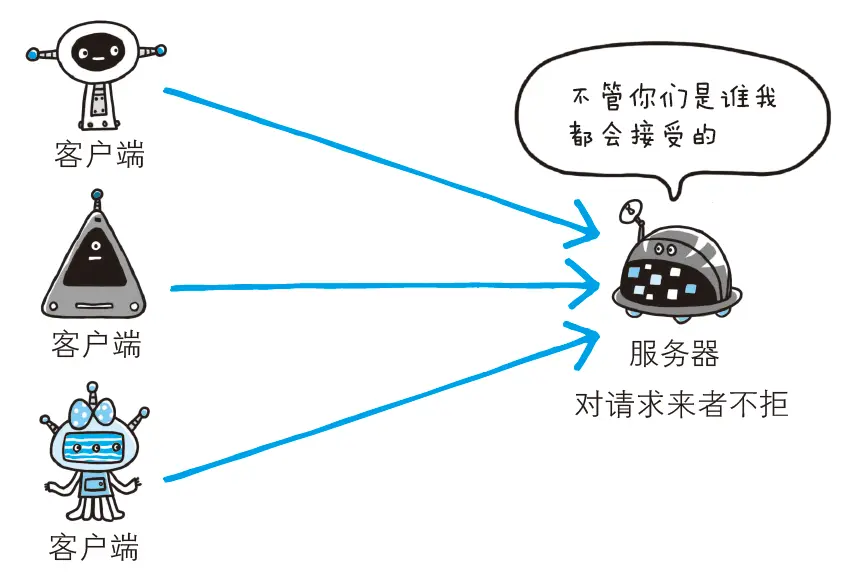 客户端
不管你们是谁我
都会接受的
客户端
服务器
对请求来者不拒
客户端